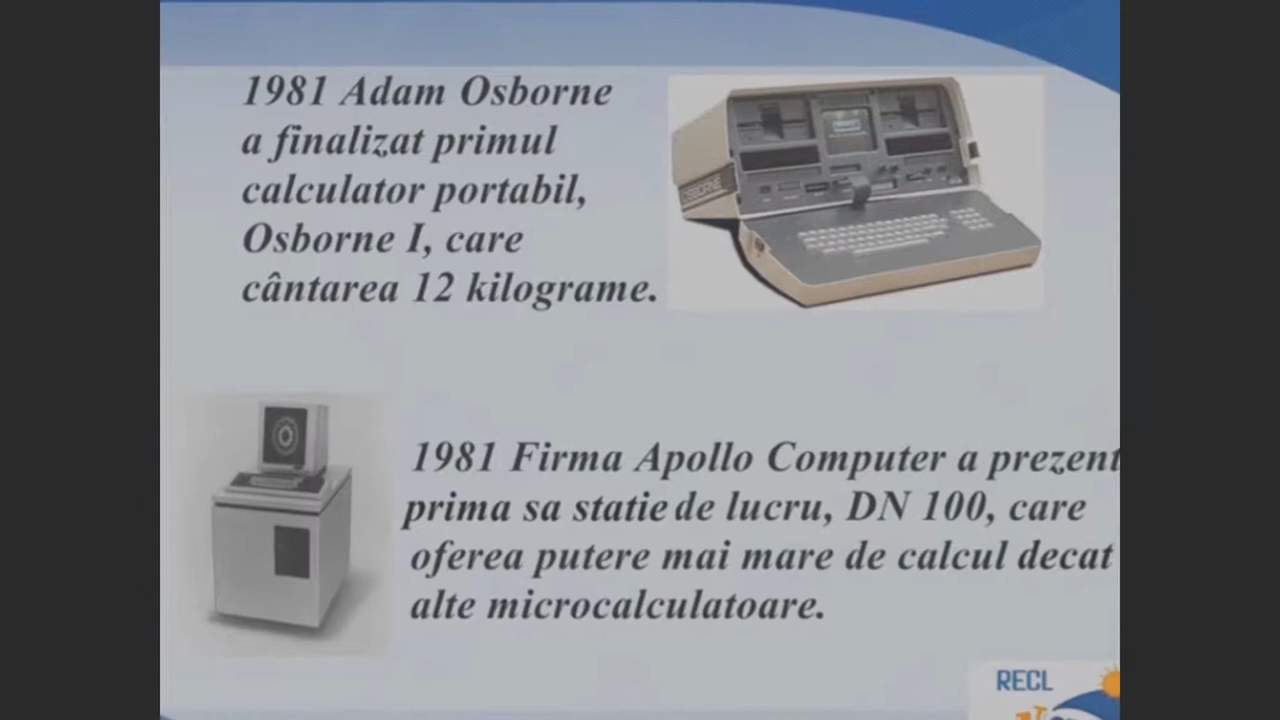 1981 Adam Osborne
a finalizat primul
calculator portabil,
Osborne I, care
cântarea 12 kilograme.
OSBORNE
1981 Firma Apollo Computer a prezent
prima sa statie de lucru, DN 100, care
oferea putere mai mare de calcul decat
alte microcalculatoare.
RECL